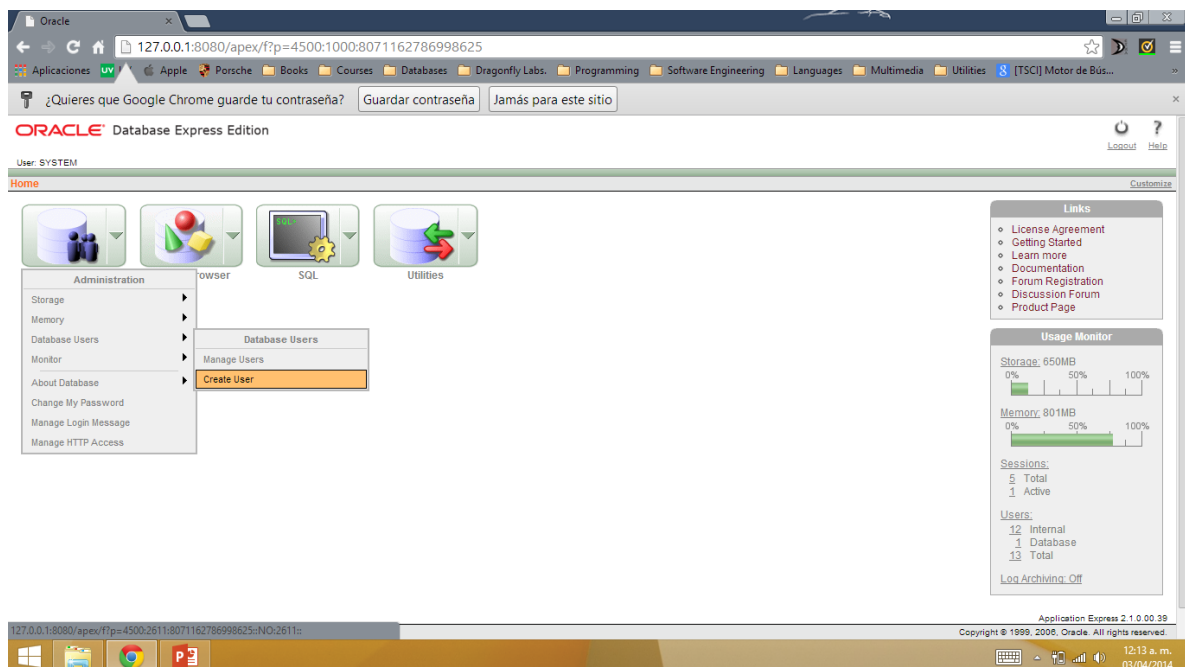 Oracle
127.0.0.1:8080/apex/f?p=4500:1000:8071162786998625
Aplicaciones UV Apple Porsche Books Courses Databases Dragonfly Labs. Programming Software Engineering Languages Multimedia Utilities [TSCI] Motor de Bús... »
¿Quieres que Google Chrome guarde tu contraseña? Guardar contraseña Jamás para este sitio
ORACLE Database Express Edition
Logout Help
User: SYSTEM
Home
Customize
SQL>
rowser SQL Utilities
Administration
Storage
Memory
Database Users
Monitor
About Database
Change My Password
Manage Login Message
Manage HTTP Access
Database Users
Manage Users
Create User
Links
License Agreement
Getting Started
Learn more
Documentation
Forum Registration
Discussion Forum
Product Page
Usage Monitor
Storage: 650MB
0% 50% 100%
Memory: 801MB
0% 50% 100%
Sessions:
5 Total
1 Active
Users:
12 Internal
1 Database
13 Total
Log Archiving: Off
Application Express 2.1.0.00.39
127.0.0.1:8080/apex/f?p=4500:2611:8071162786998625::NO:2611::
Copyright © 1999, 2006, Oracle. All rights reserved.
12:13 a. m.
03/04/2014